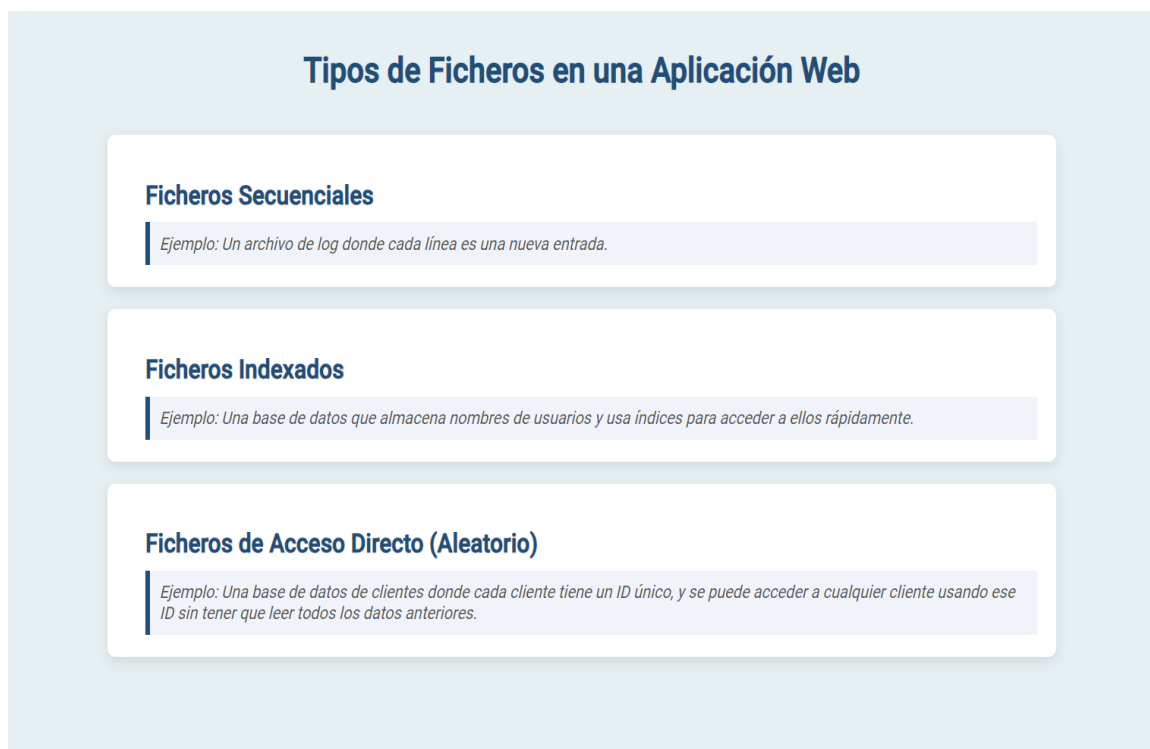 Tipos de Ficheros en una Aplicación Web
Ficheros Secuenciales
Ejemplo: Un archivo de log donde cada línea es una nueva entrada.
Ficheros Indexados
Ejemplo: Una base de datos que almacena nombres de usuarios y usa índices para acceder a ellos rápidamente.
Ficheros de Acceso Directo (Aleatorio)
Ejemplo: Una base de datos de clientes donde cada cliente tiene un ID único, y se puede acceder a cualquier cliente usando ese
ID sin tener que leer todos los datos anteriores.